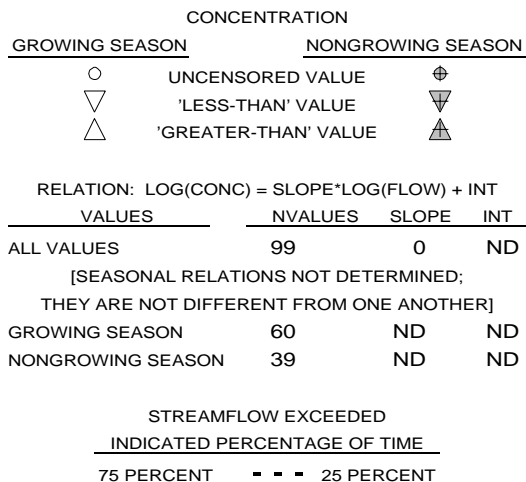 CONCENTRATION
GROWING SEASON NONGROWING SEASON
UNCENSORED VALUE
'LESS-THAN' VALUE
'GREATER-THAN' VALUE
RELATION: LOG(CONC) = SLOPE*LOG(FLOW) + INT
VALUES NVALUES SLOPE INT
ALL VALUES 99 0 ND
[SEASONAL RELATIONS NOT DETERMINED;
THEY ARE NOT DIFFERENT FROM ONE ANOTHER]
GROWING SEASON 60 ND ND
NONGROWING SEASON 39 ND ND
STREAMFLOW EXCEEDED
INDICATED PERCENTAGE OF TIME
75 PERCENT 25 PERCENT